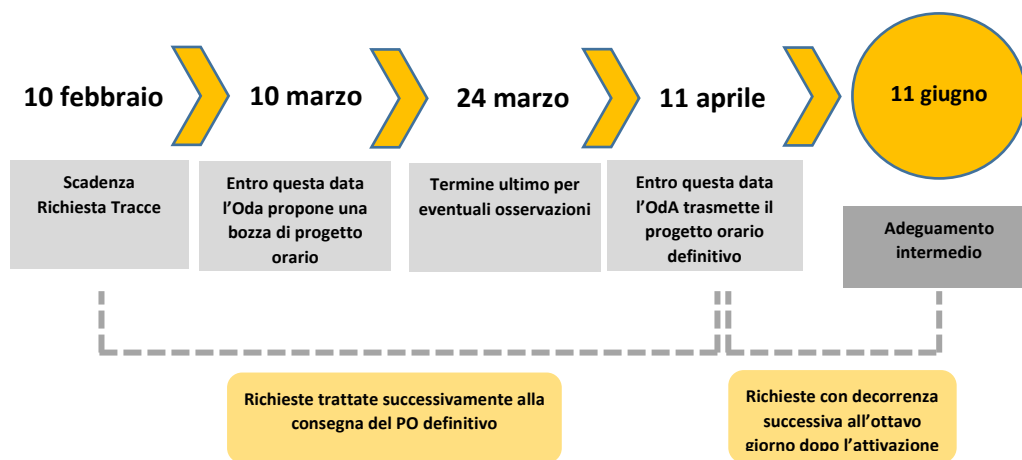 10 febbraio
10 marzo
24 marzo
11 aprile
11 giugno
Scadenza
Richiesta Tracce
Entro questa data
l'Oda propone una
bozza di progetto
orario
Termine ultimo per
eventuali osservazioni
Entro questa data
l'OdA trasmette il
progetto orario
definitivo
Adeguamento
intermedio
Richieste trattate successivamente alla
consegna del PO definitivo
Richieste con decorrenza
successiva all'ottavo
giorno dopo l'attivazione